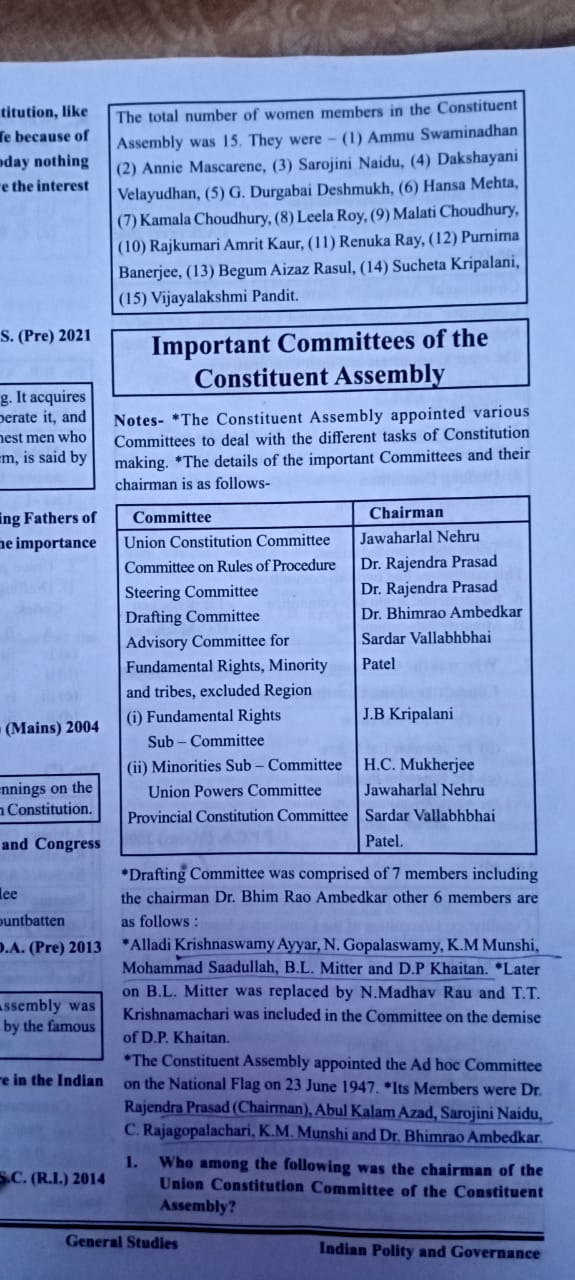 titution, like
fe because of
oday nothing
e the interest
S. (Pre) 2021
g. It acquires
perate it, and
nest men who
m, is said by
ing Fathers of
he importance
(Mains) 2004
nnings on the
n Constitution.
and Congress
lee
ountbatten
D.A. (Pre) 2013
ssembly was
by the famous
e in the Indian
S.C. (R.I.) 2014
The total number of women members in the Constituent
Assembly was 15. They were – (1) Ammu Swaminadhan
(2) Annie Mascarene, (3) Sarojini Naidu, (4) Dakshayani
Velayudhan, (5) G. Durgabai Deshmukh, (6) Hansa Mehta,
(7) Kamala Choudhury, (8) Leela Roy, (9) Malati Choudhury,
(10) Rajkumari Amrit Kaur, (11) Renuka Ray, (12) Purnima
Banerjee, (13) Begum Aizaz Rasul, (14) Sucheta Kripalani,
(15) Vijayalakshmi Pandit.
Important Committees of the
Constituent Assembly
Notes- *The Constituent Assembly appointed various
Committees to deal with the different tasks of Constitution
making. *The details of the important Committees and their
chairman is as follows-
Committee Chairman
Union Constitution Committee Jawaharlal Nehru
Committee on Rules of Procedure Dr. Rajendra Prasad
Steering Committee Dr. Rajendra Prasad
Drafting Committee Dr. Bhimrao Ambedkar
Advisory Committee for Sardar Vallabhbhai
Fundamental Rights, Minority Patel
and tribes, excluded Region
(i) Fundamental Rights J.B Kripalani
Sub – Committee
(ii) Minorities Sub – Committee H.C. Mukherjee
Union Powers Committee Jawaharlal Nehru
Provincial Constitution Committee Sardar Vallabhbhai
Patel.
*Drafting Committee was comprised of 7 members including
the chairman Dr. Bhim Rao Ambedkar other 6 members are
as follows :
*Alladi Krishnaswamy Ayyar, N. Gopalaswamy, K.M Munshi,
Mohammad Saadullah, B.L. Mitter and D.P Khaitan. *Later
on B.L. Mitter was replaced by N.Madhav Rau and T.T.
Krishnamachari was included in the Committee on the demise
of D.P. Khaitan.
*The Constituent Assembly appointed the Ad hoc Committee
on the National Flag on 23 June 1947. *Its Members were Dr.
Rajendra Prasad (Chairman), Abul Kalam Azad, Sarojini Naidu,
C. Rajagopalachari, K.M. Munshi and Dr. Bhimrao Ambedkar.
1. Who among the following was the chairman of the
Union Constitution Committee of the Constituent
Assembly?
General Studies Indian Polity and Governance